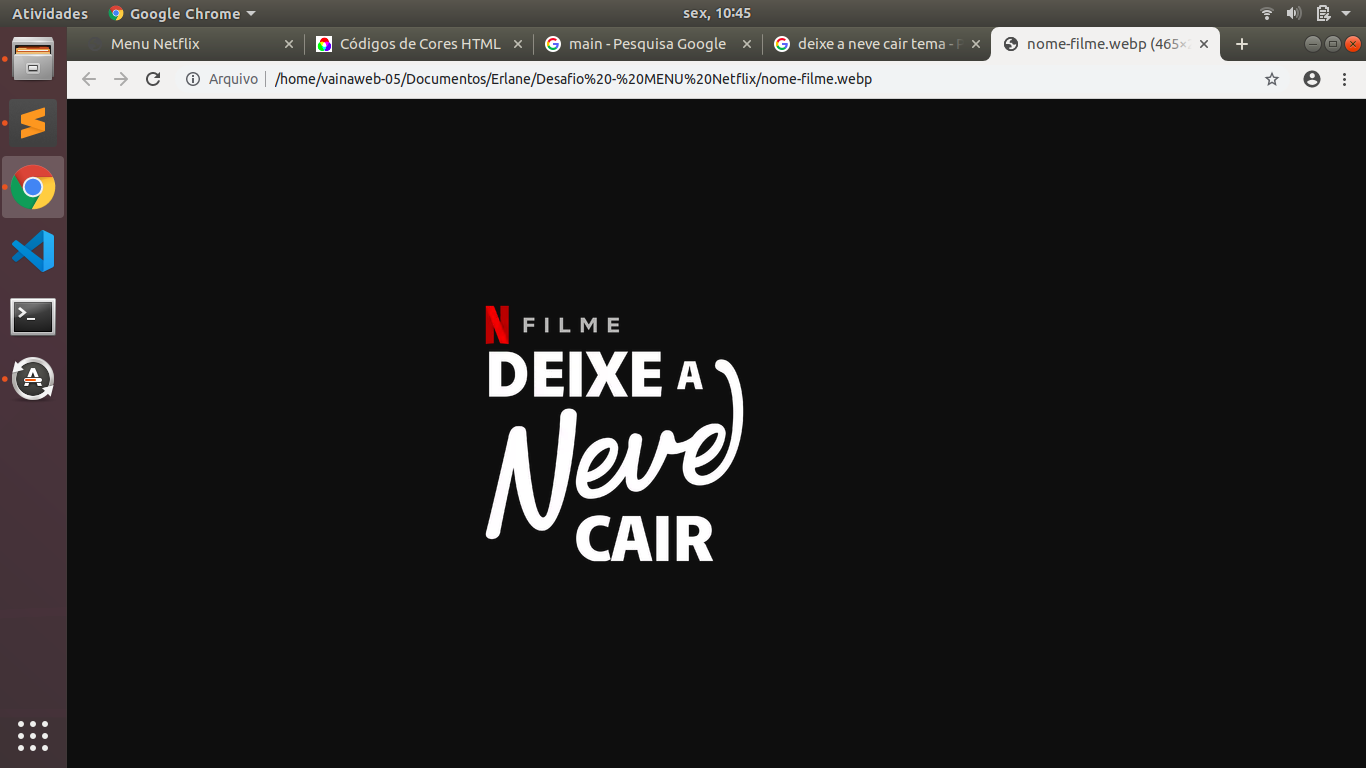 Atividades
Google Chrome
sex, 10:45
Menu Netflix
Códigos de Cores HTML
main - Pesquisa Google
deixe a neve cair tema - P
nome-filme.webp (465×
Arquivo
/home/vainaweb-05/Documentos/Erlane/Desafio%20-%20MENU%20Netflix/nome-filme.webp
N FILME
DEIXE A
Neve
CAIR